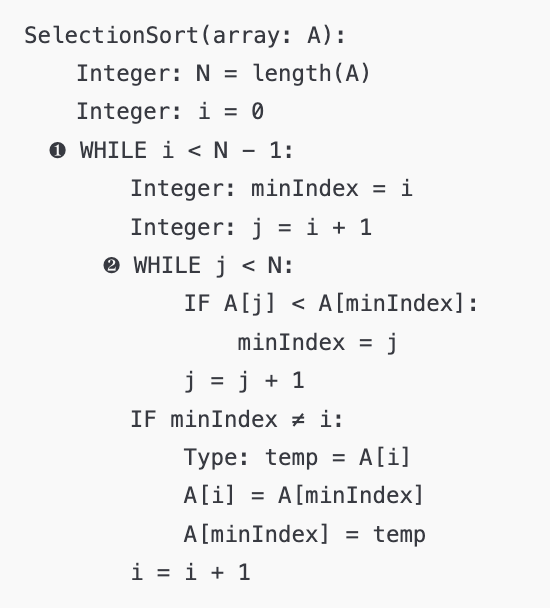 SelectionSort(array: A):
    Integer: N = length(A)
    Integer: i = 0
  ❶ WHILE i < N − 1:
        Integer: minIndex = i
        Integer: j = i + 1
      ❷ WHILE j < N:
            IF A[j] < A[minIndex]:
                minIndex = j
            j = j + 1
        IF minIndex ≠ i:
            Type: temp = A[i]
            A[i] = A[minIndex]
            A[minIndex] = temp
        i = i + 1